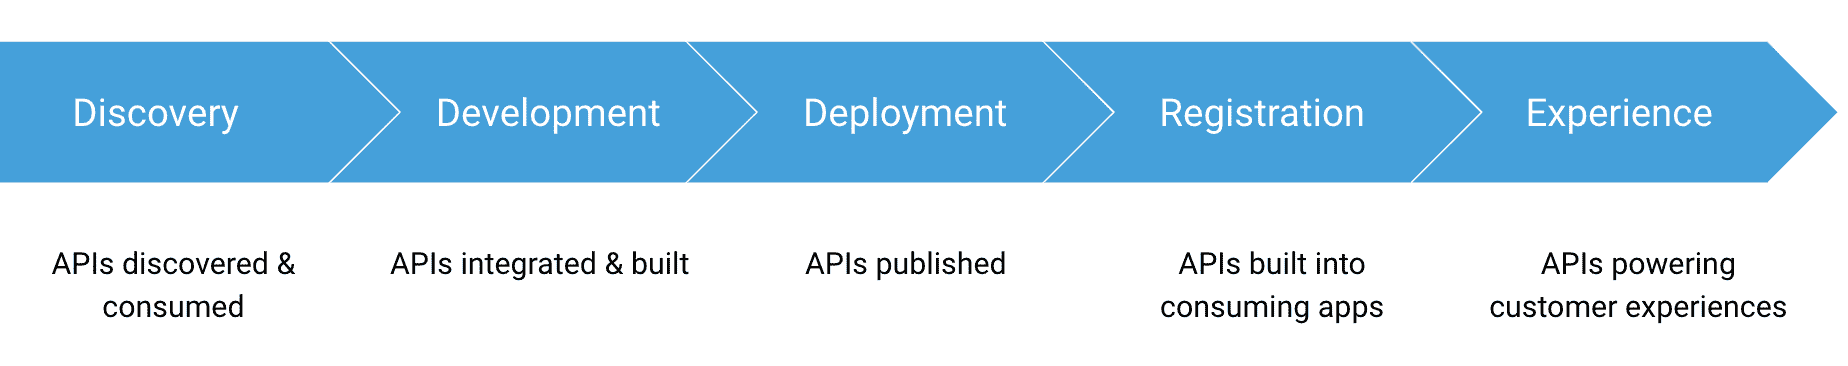 Discovery
Development
Deployment
Registration
Experience
APIs discovered &
consumed
APIs integrated & built
APIs published
APIs built into
consuming apps
APIs powering
customer experiences